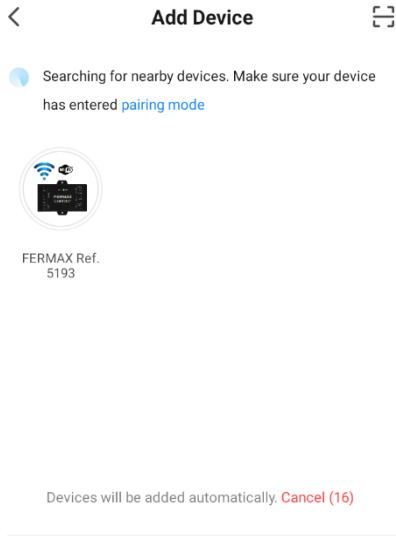 Add Device
Searching for nearby devices. Make sure your device
has entered pairing mode
FERMAX
FERMAX Ref.
5193
Devices will be added automatically. Cancel (16)